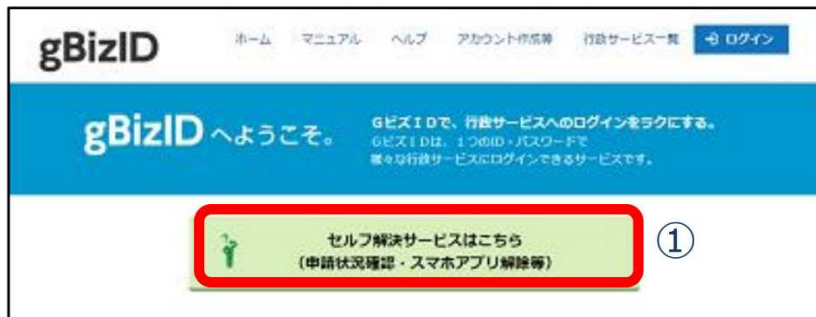 gBizID
ホーム マニュアル ヘルプ アカウント作成等 行政サービス一覧 ログイン
gBizID へようこそ。
GビズIDで、行政サービスへのログインをラクにする。
GビズIDは、1つのID・パスワードで
様々な行政サービスにログインできるサービスです。
セルフ解決サービスはこちら
(申請状況確認・スマホアプリ解除等)
①